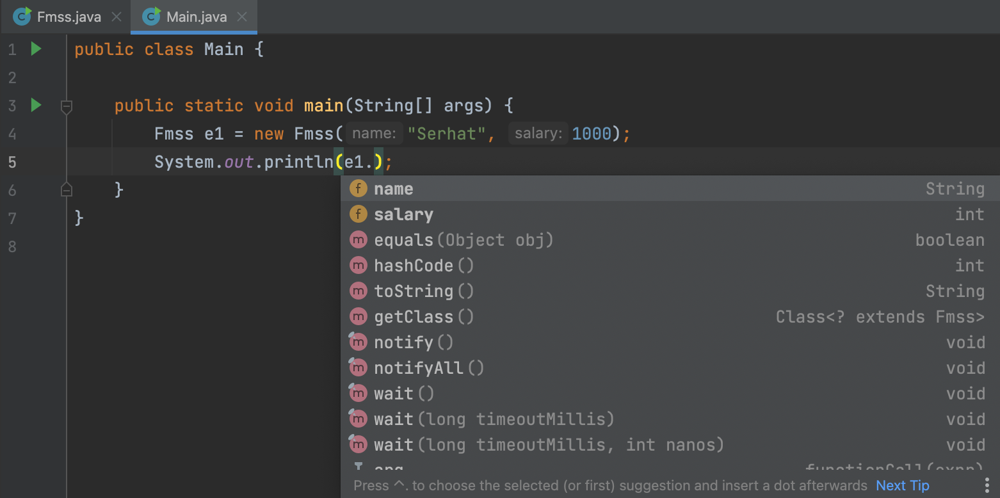 Fmss.java Main.java
1 public class Main {
2
3 public static void main(String[] args) {
4 Fmss e1 = new Fmss( name: "Serhat", salary: 1000);
5 System.out.println(e1.);
6 }
7 }
8
f name String
f salary int
m equals(Object obj) boolean
m hashCode() int
m toString() String
m getClass() Class<? extends Fmss>
m notify() void
m notifyAll() void
m wait() void
m wait(long timeoutMillis) void
m wait(long timeoutMillis, int nanos) void
arg functionCall(expr)
Press ^. to choose the selected (or first) suggestion and insert a dot afterwards Next Tip